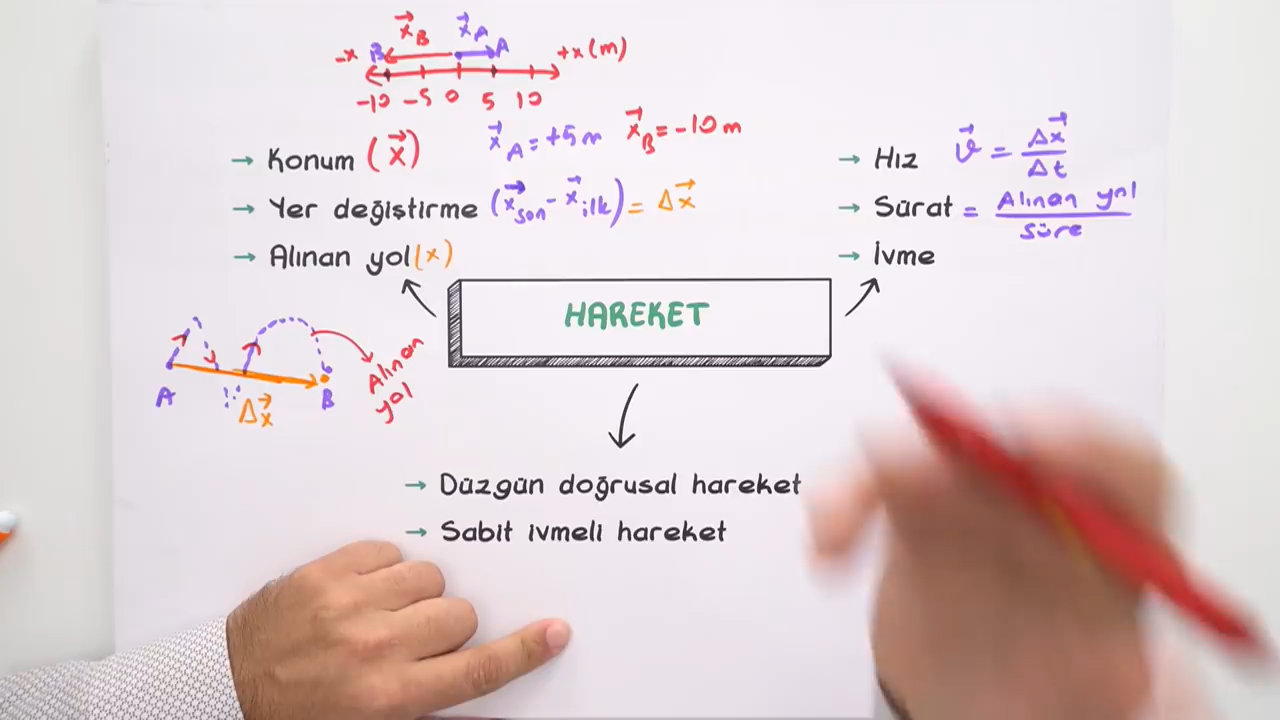 x⃗B x⃗A
-x B A +x (m)
-10 -5 0 5 10
x⃗A = +5 m x⃗B = -10 m
→ Konum (x⃗)
→ Yer değiştirme (x⃗son - x⃗ilk) = Δx⃗
→ Alınan yol (x)
→ Hız v⃗ = Δx⃗ / Δt
→ Sürat = Alınan yol / süre
→ İvme
HAREKET
A Δx⃗ B
Alınan
yol
→ Düzgün doğrusal hareket
→ Sabit ivmeli hareket